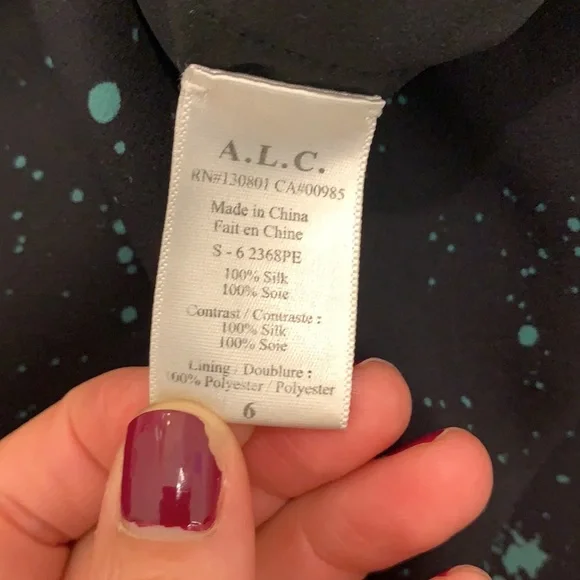 A.L.C.
RN#130801 CA#00985
Made in China
Fait en Chine
S - 6 2368PE
100% Silk
100% Soie
Contrast / Contraste :
100% Silk
100% Soie
Lining / Doublure :
00% Polyester / Polyester
6